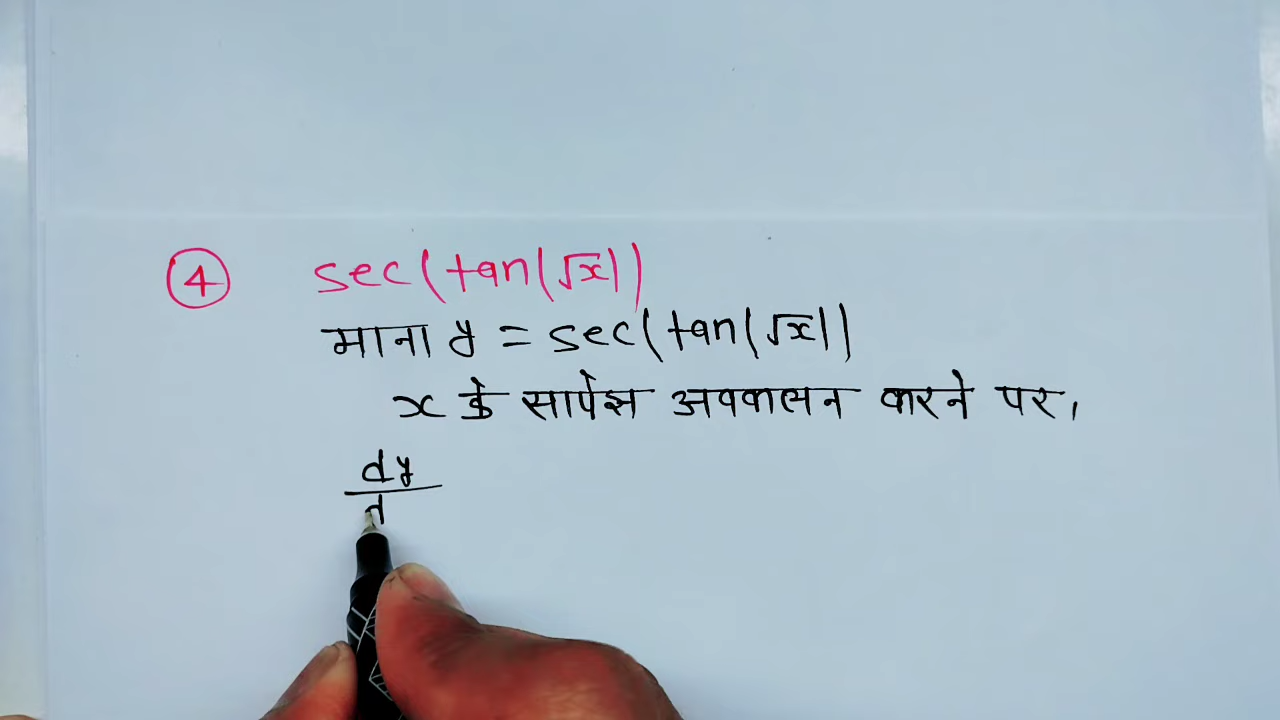 ④ sec(tan(√x))
माना y = sec(tan(√x))
x के सापेक्ष अवकलन करने पर,
dy
d